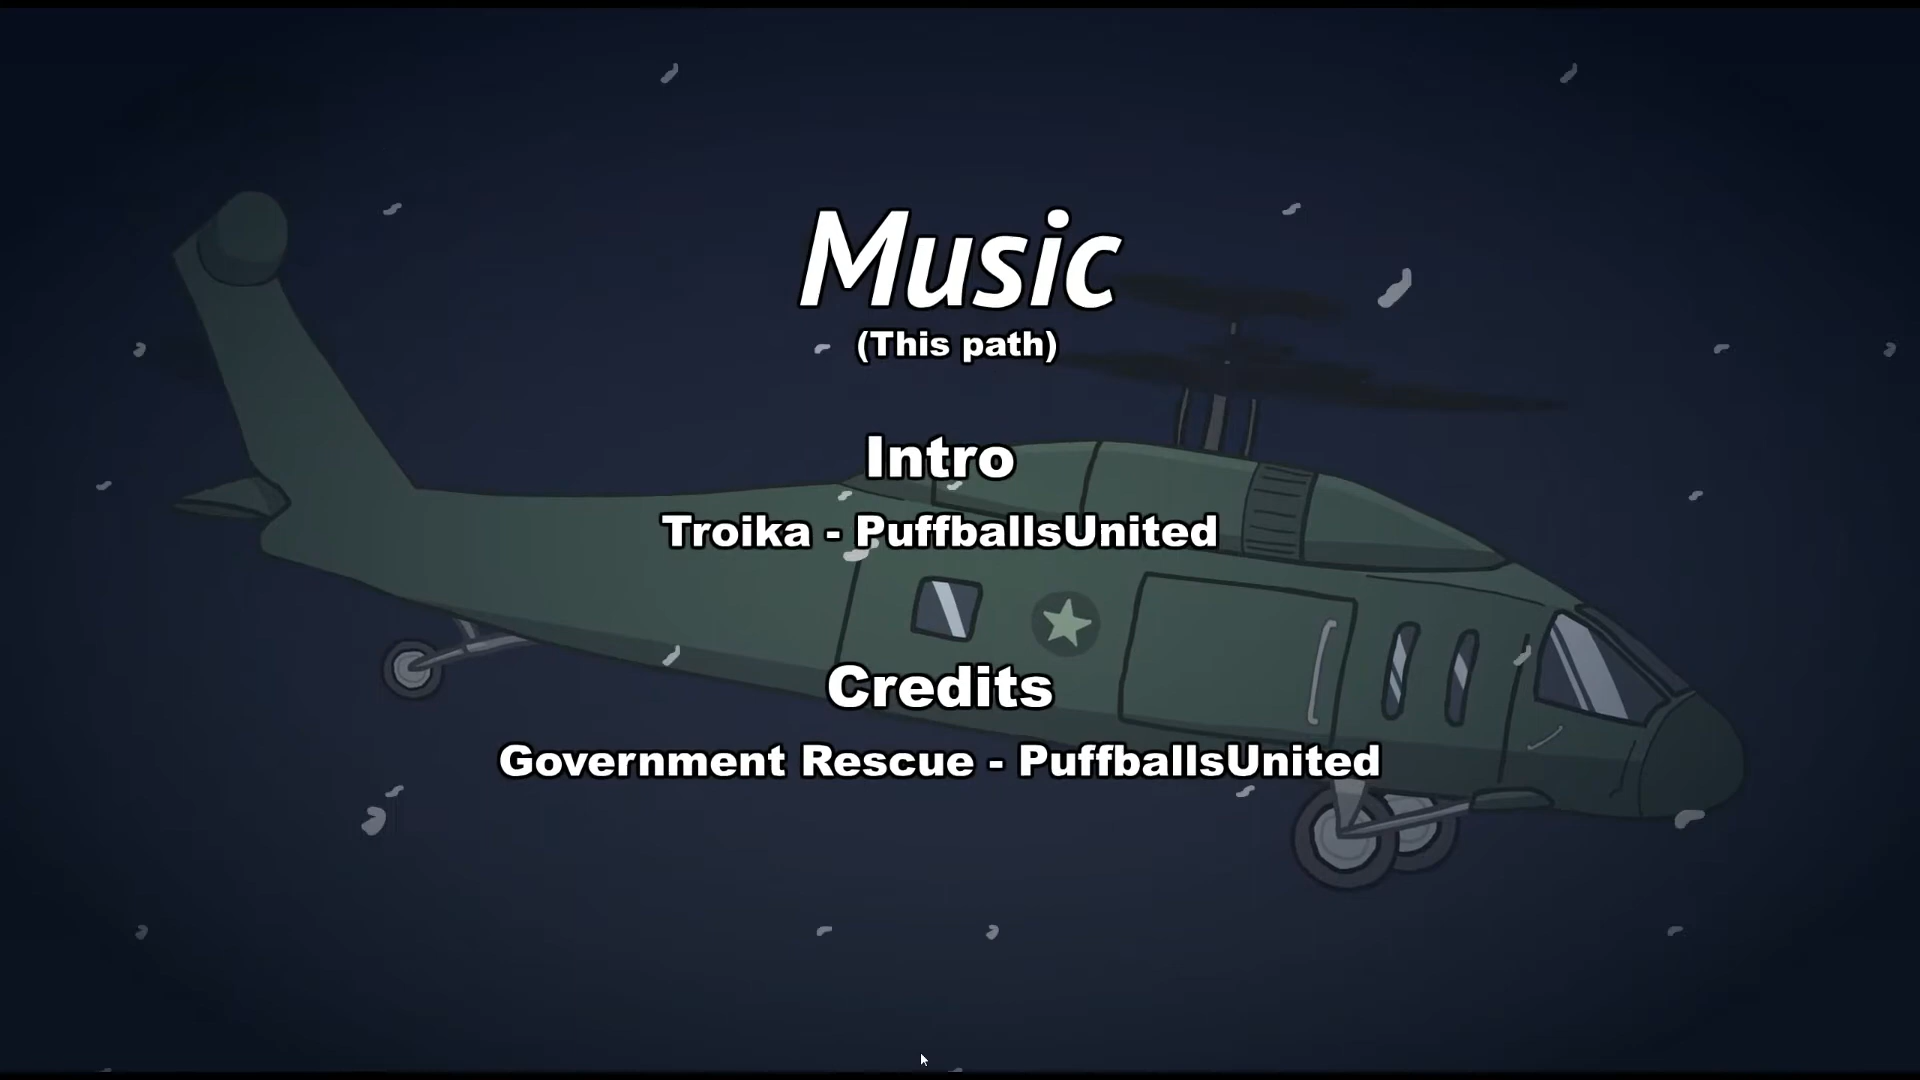 Music
(This path)
Intro
Troika - PuffballsUnited
Credits
Government Rescue - PuffballsUnited